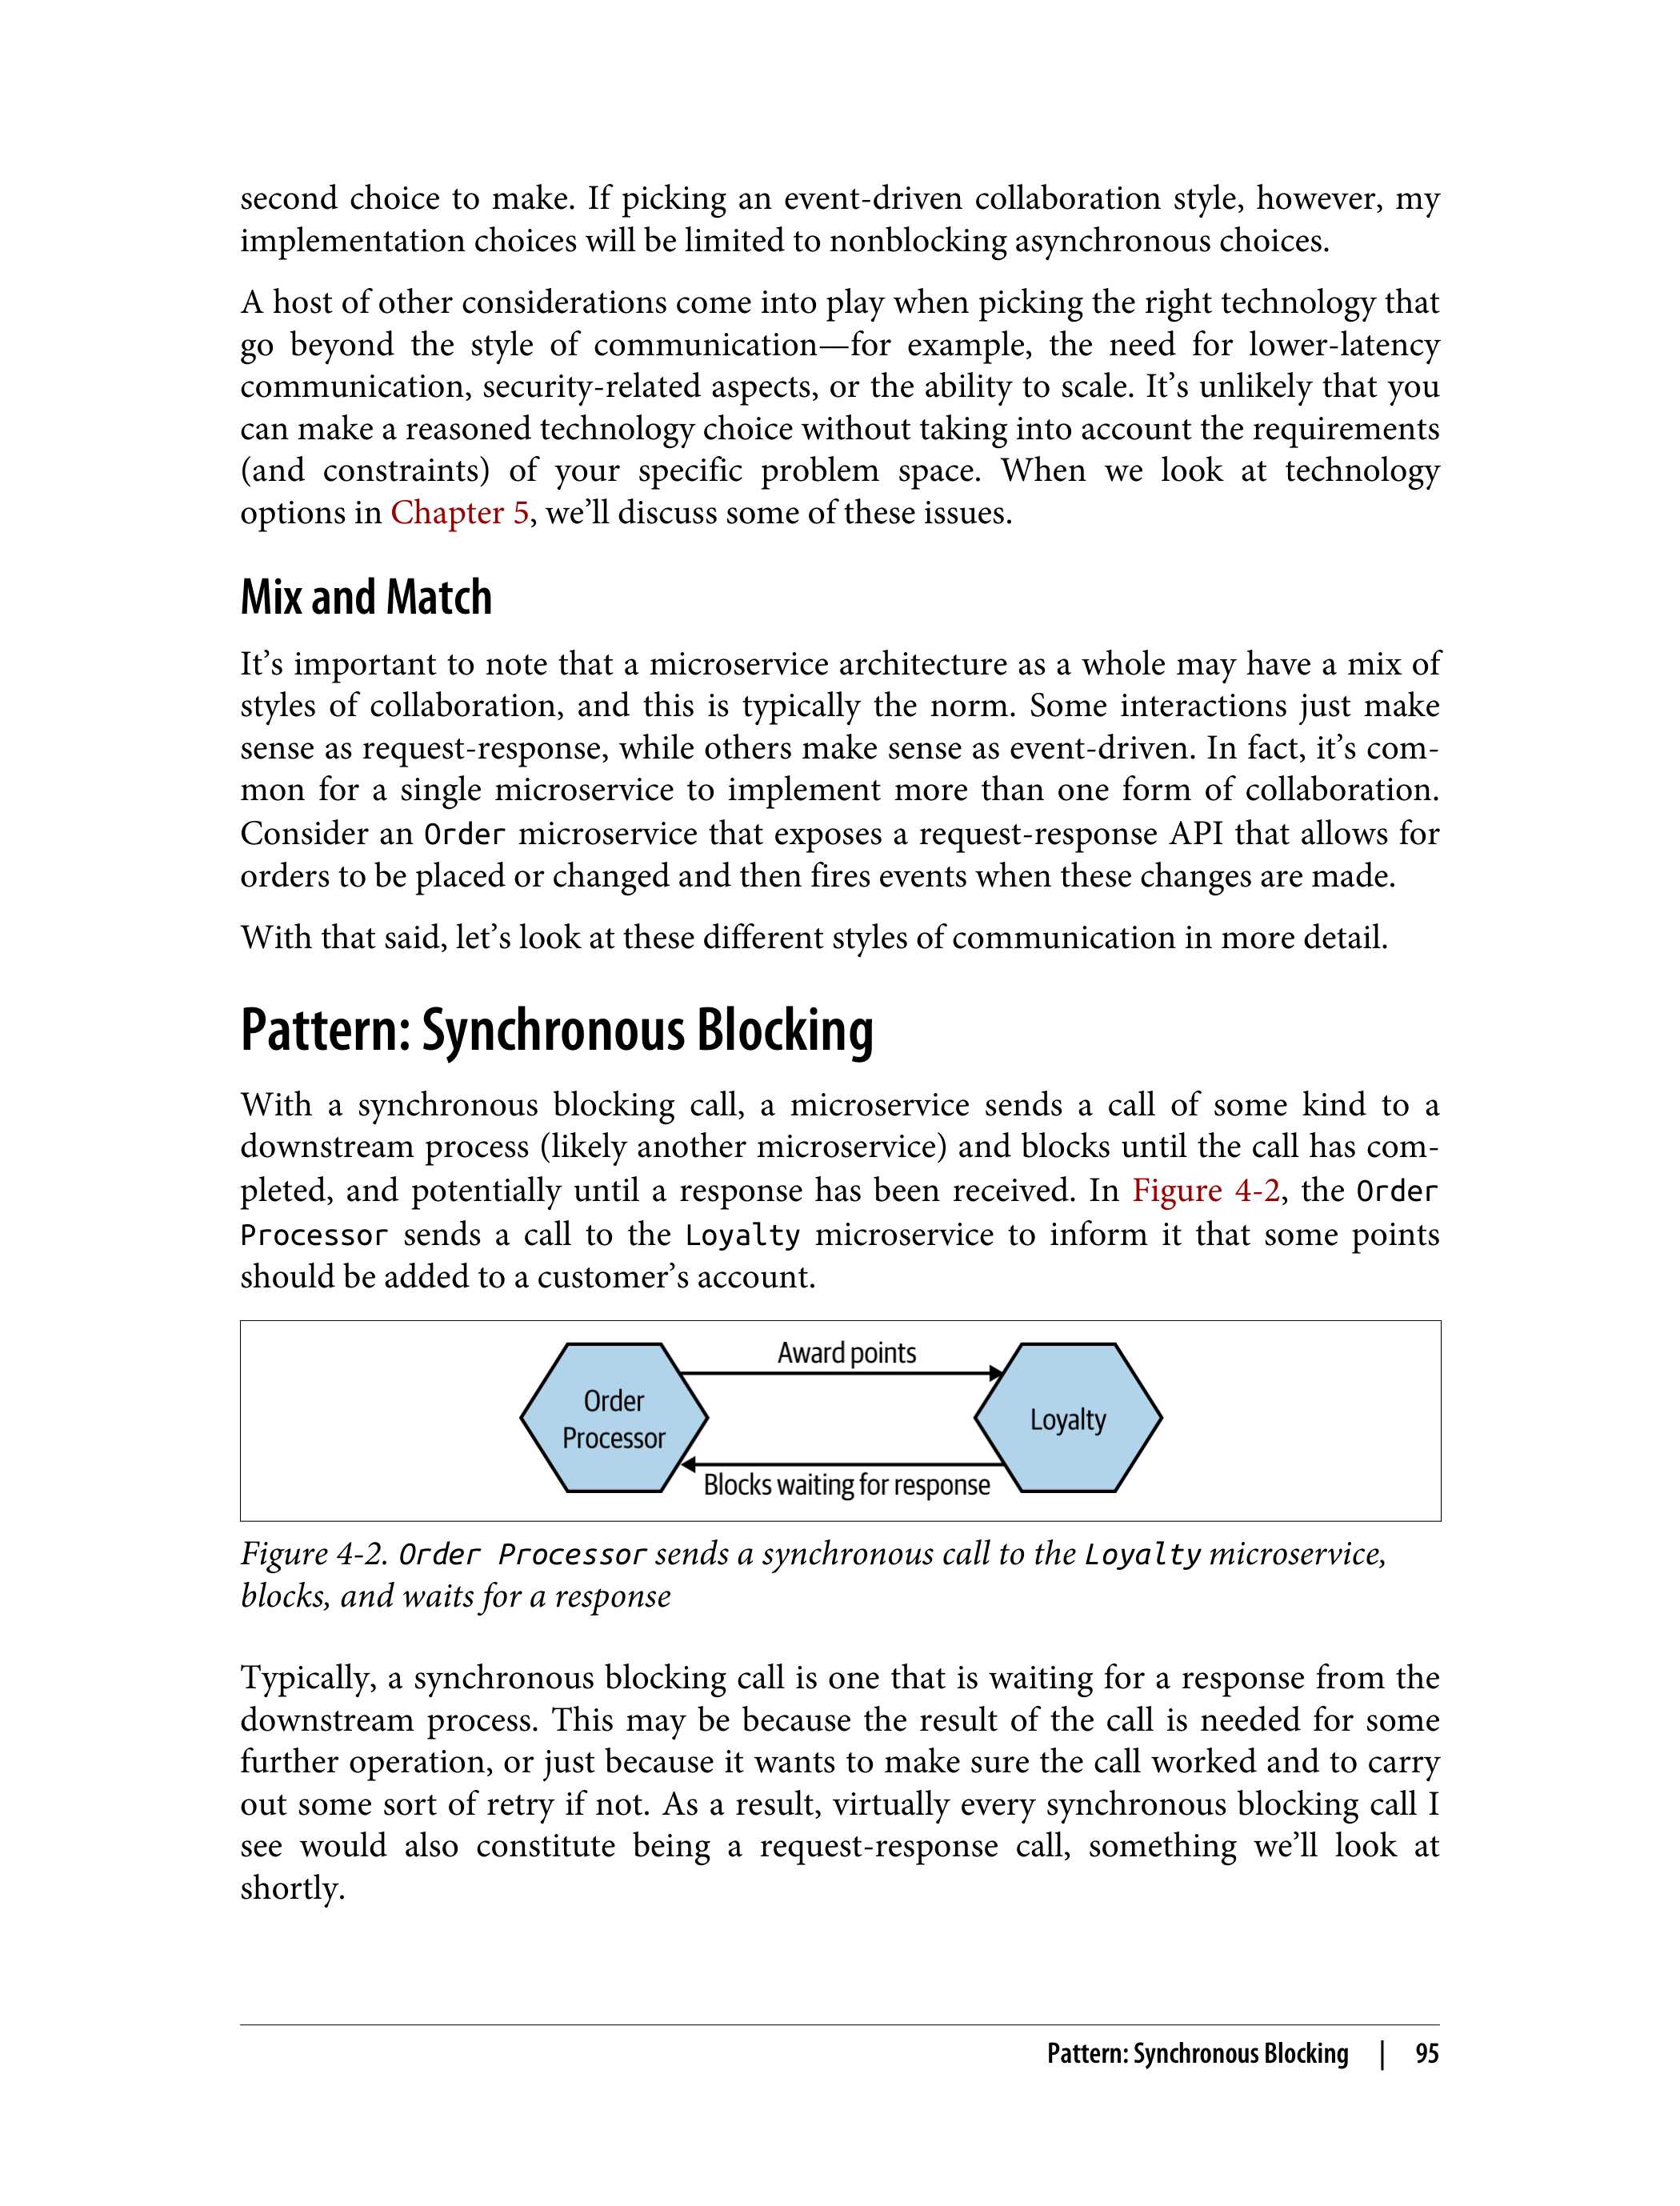 second choice to make. If picking an event-driven collaboration style, however, my
implementation choices will be limited to nonblocking asynchronous choices.
A host of other considerations come into play when picking the right technology that
go beyond the style of communication—for example, the need for lower-latency
communication, security-related aspects, or the ability to scale. It’s unlikely that you
can make a reasoned technology choice without taking into account the requirements
(and constraints) of your specific problem space. When we look at technology
options in Chapter 5, we’ll discuss some of these issues.
Mix and Match
It’s important to note that a microservice architecture as a whole may have a mix of
styles of collaboration, and this is typically the norm. Some interactions just make
sense as request-response, while others make sense as event-driven. In fact, it’s com-
mon for a single microservice to implement more than one form of collaboration.
Consider an Order microservice that exposes a request-response API that allows for
orders to be placed or changed and then fires events when these changes are made.
With that said, let’s look at these different styles of communication in more detail.
Pattern: Synchronous Blocking
With a synchronous blocking call, a microservice sends a call of some kind to a
downstream process (likely another microservice) and blocks until the call has com-
pleted, and potentially until a response has been received. In Figure 4-2, the Order
Processor sends a call to the Loyalty microservice to inform it that some points
should be added to a customer’s account.
Award points
Order
Processor
Loyalty
Blocks waiting for response
Figure 4-2. Order Processor sends a synchronous call to the Loyalty microservice,
blocks, and waits for a response
Typically, a synchronous blocking call is one that is waiting for a response from the
downstream process. This may be because the result of the call is needed for some
further operation, or just because it wants to make sure the call worked and to carry
out some sort of retry if not. As a result, virtually every synchronous blocking call I
see would also constitute being a request-response call, something we’ll look at
shortly.
Pattern: Synchronous Blocking | 95